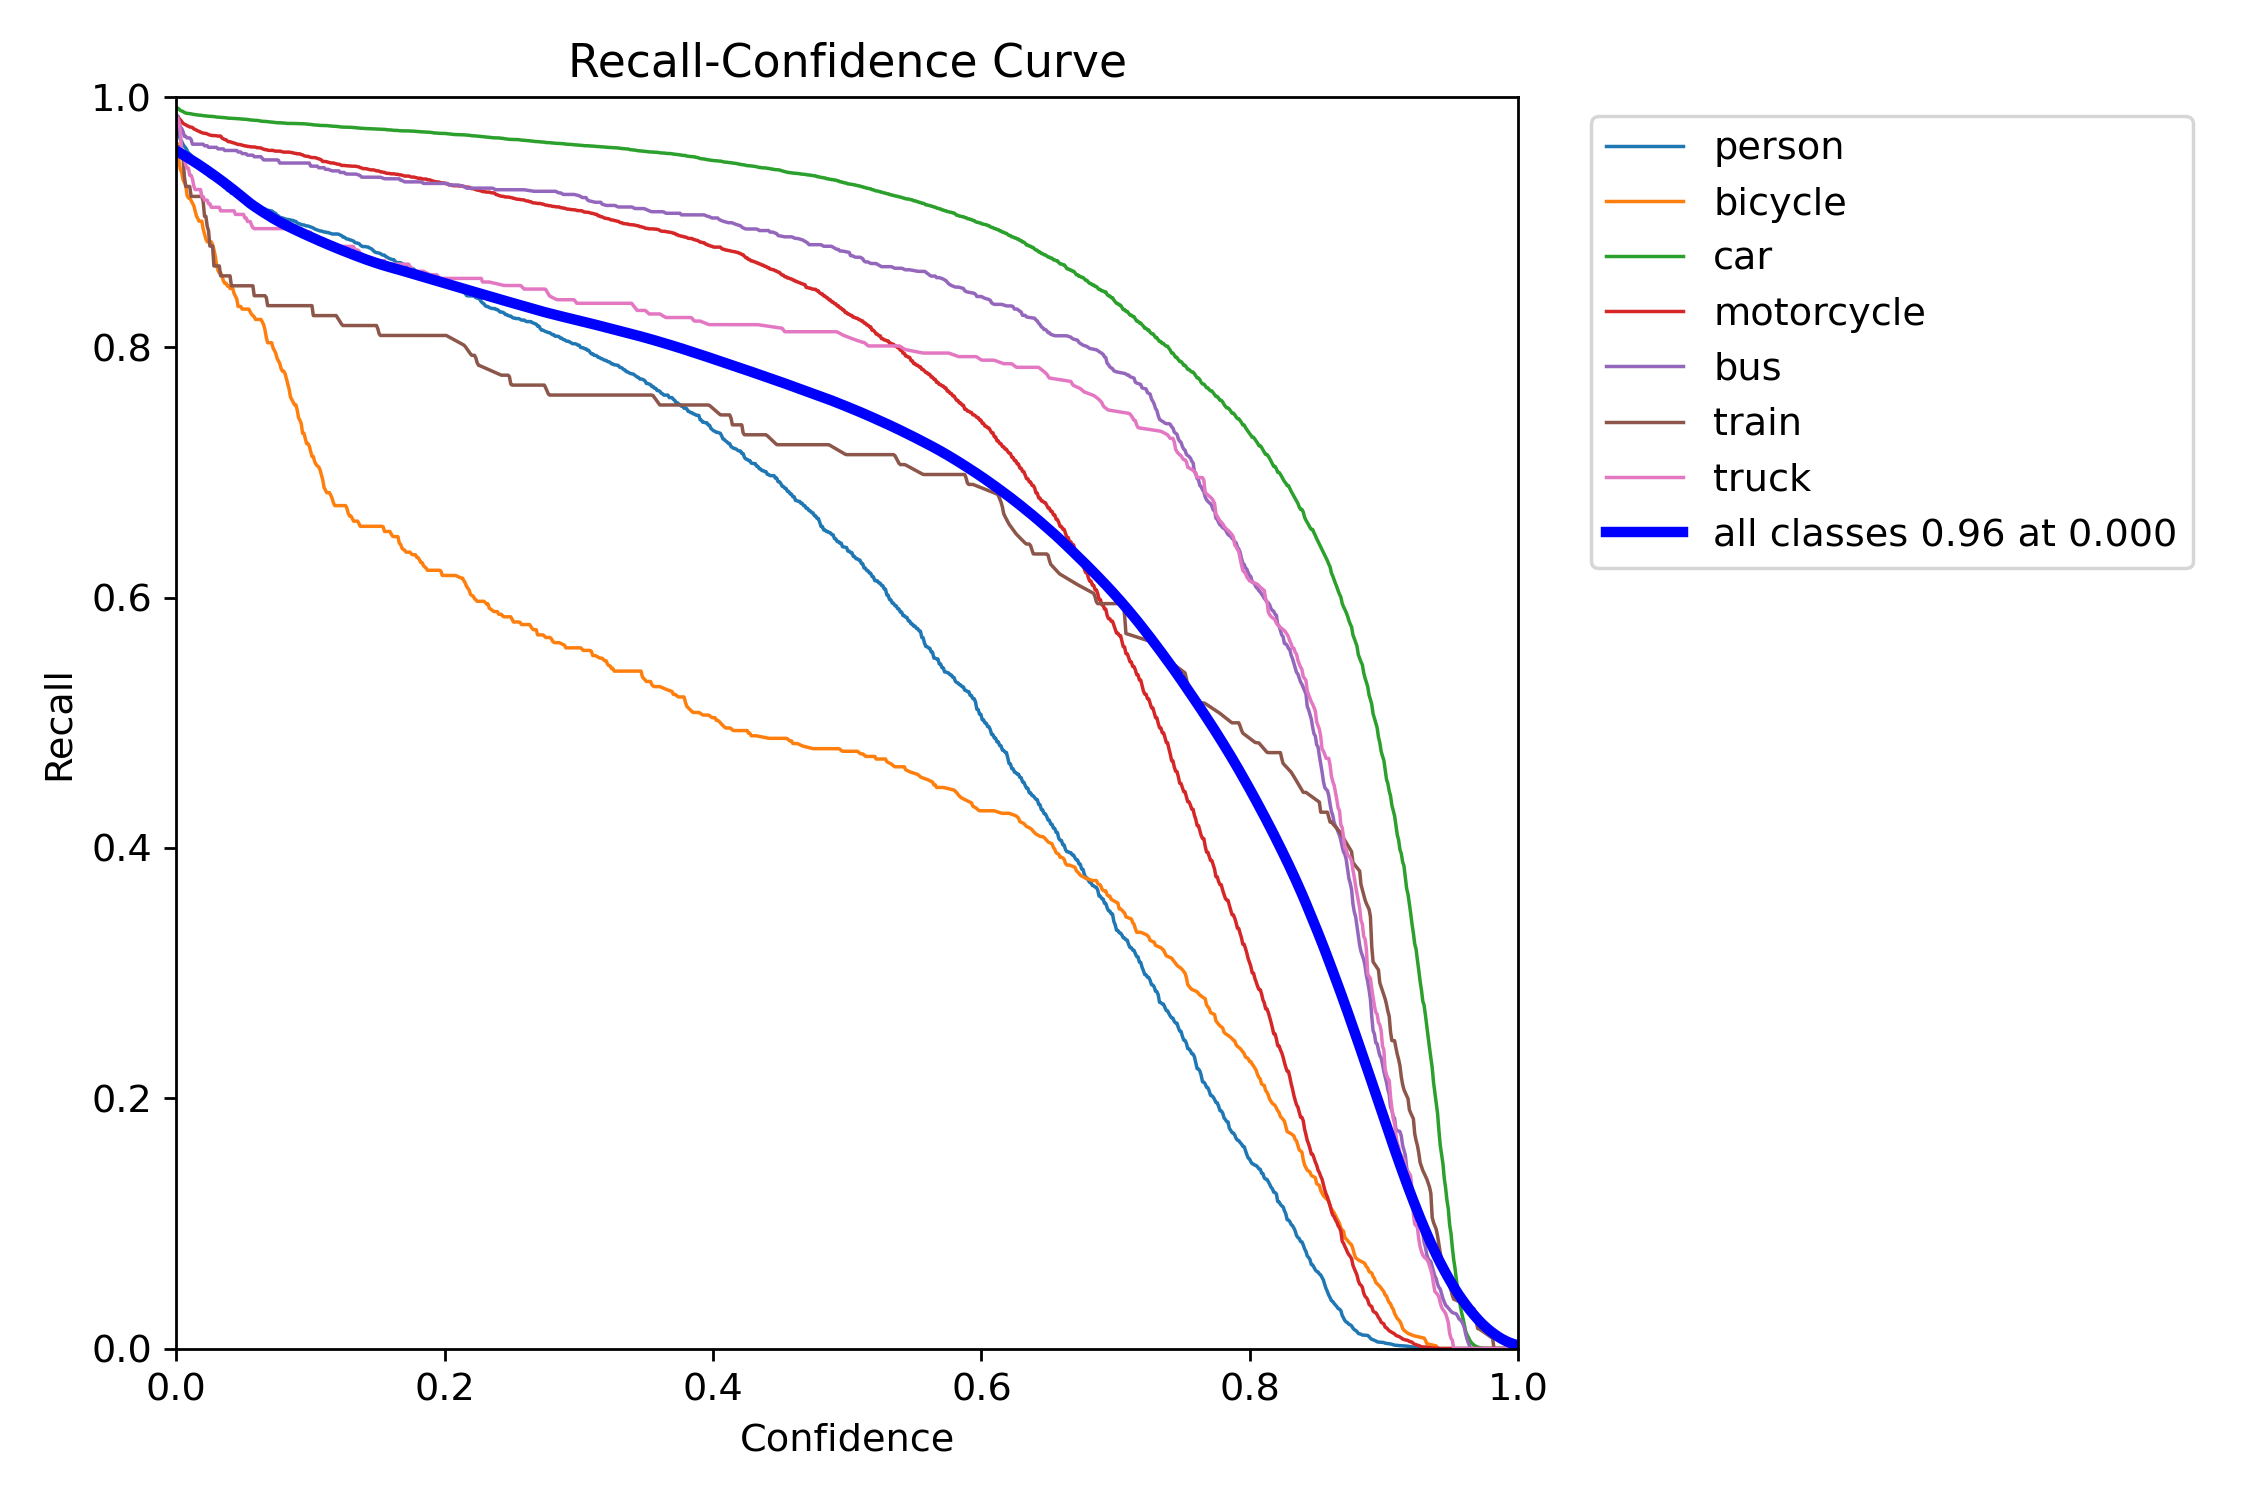 Recall-Confidence Curve
1.0
0.8
0.6
0.4
0.2
0.0
Recall
0.0 0.2 0.4 0.6 0.8 1.0
Confidence
person
bicycle
car
motorcycle
bus
train
truck
all classes 0.96 at 0.000